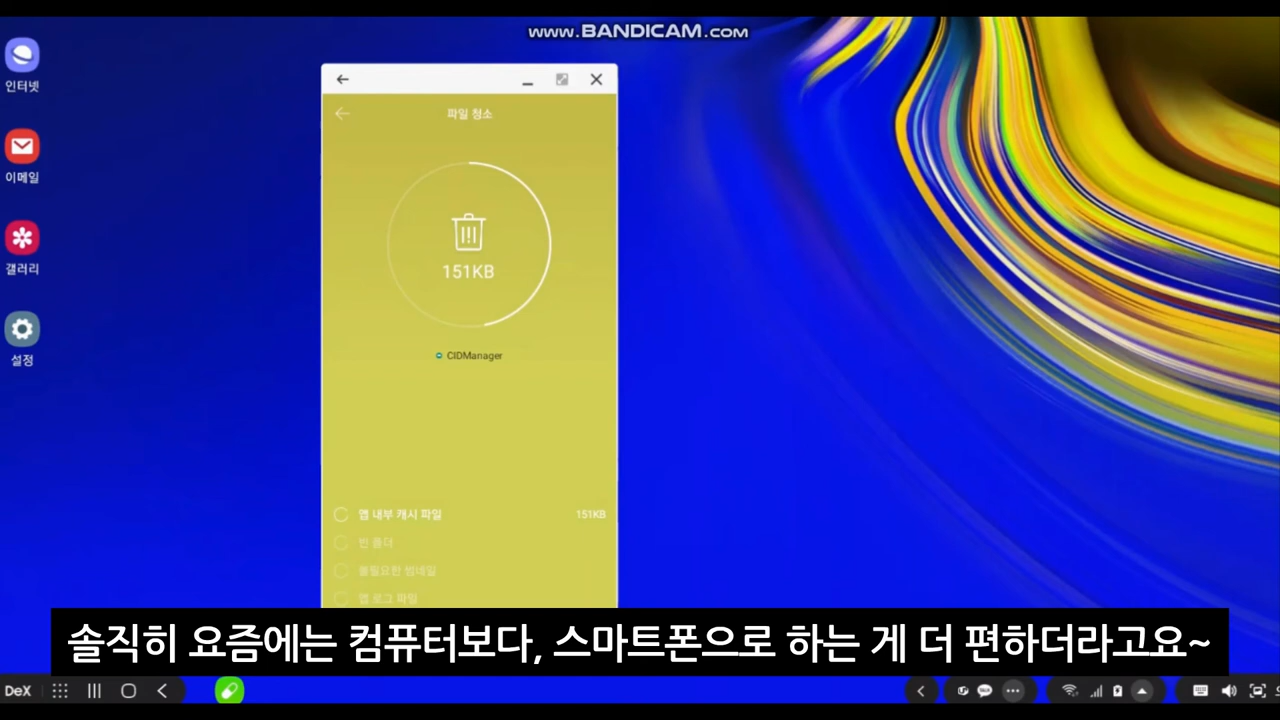 www.BANDICAM.com
인터넷
이메일
갤러리
설정
파일 청소
151KB
CIDManager
앱 내부 캐시 파일 151KB
빈 폴더
불필요한 썸네일
앱 로그 파일
솔직히 요즘에는 컴퓨터보다, 스마트폰으로 하는 게 더 편하더라고요~
DeX